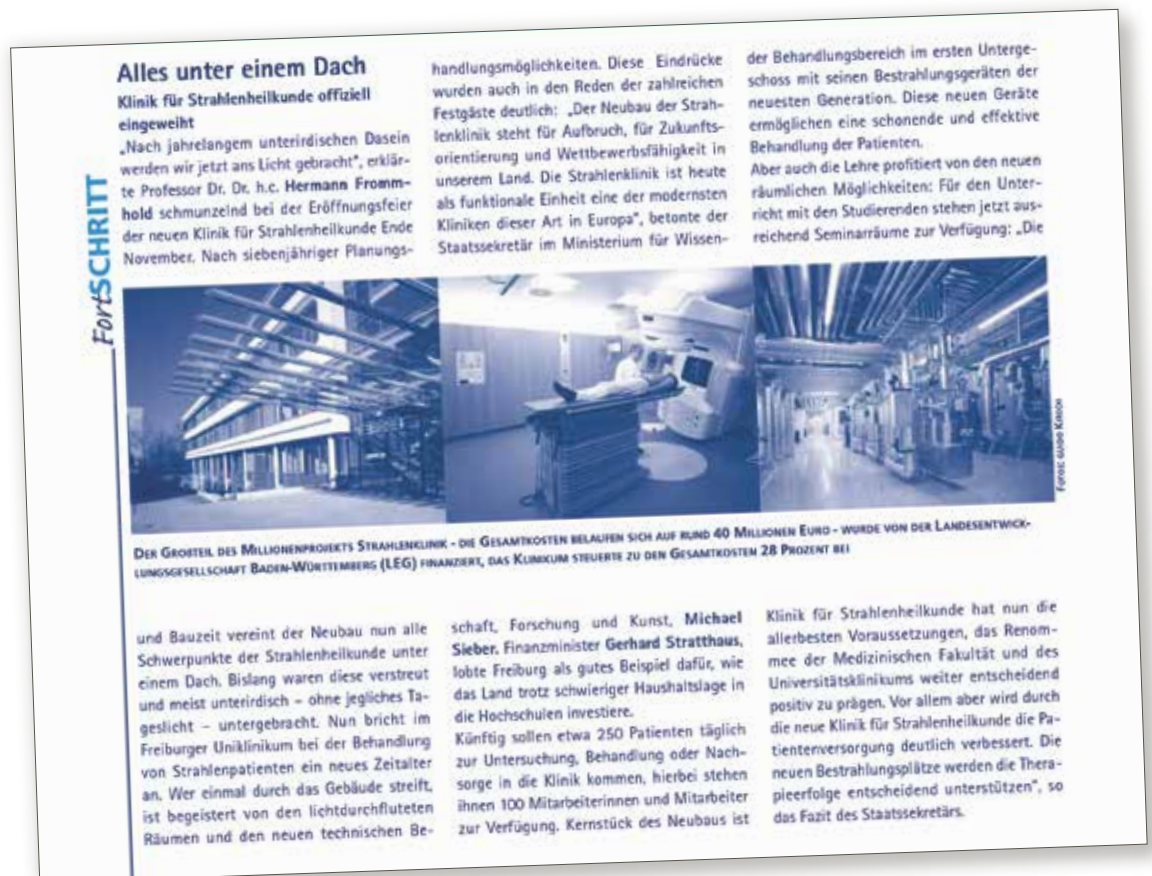 FortSCHRITT
Alles unter einem Dach
Klinik für Strahlenheilkunde offiziell
eingeweiht
„Nach jahrelangem unterirdischen Dasein
werden wir jetzt ans Licht gebracht“, erklär-
te Professor Dr. Dr. h.c. Hermann Fromm-
hold schmunzelnd bei der Eröffnungsfeier
der neuen Klinik für Strahlenheilkunde Ende
November. Nach siebenjähriger Planungs-
und Bauzeit vereint der Neubau nun alle
Schwerpunkte der Strahlenheilkunde unter
einem Dach. Bislang waren diese verstreut
und meist unterirdisch – ohne jegliches Ta-
geslicht – untergebracht. Nun bricht im
Freiburger Uniklinikum bei der Behandlung
von Strahlenpatienten ein neues Zeitalter
an. Wer einmal durch das Gebäude streift,
ist begeistert von den lichtdurchfluteten
Räumen und den neuen technischen Be-
handlungsmöglichkeiten. Diese Eindrücke
wurden auch in den Reden der zahlreichen
Festgäste deutlich: „Der Neubau der Strah-
lenklinik steht für Aufbruch, für Zukunfts-
orientierung und Wettbewerbsfähigkeit in
unserem Land. Die Strahlenklinik ist heute
als funktionale Einheit eine der modernsten
Kliniken dieser Art in Europa“, betonte der
Staatssekretär im Ministerium für Wissen-
schaft, Forschung und Kunst, Michael
Sieber. Finanzminister Gerhard Stratthaus,
lobte Freiburg als gutes Beispiel dafür, wie
das Land trotz schwieriger Haushaltslage in
die Hochschulen investiere.
Künftig sollen etwa 250 Patienten täglich
zur Untersuchung, Behandlung oder Nach-
sorge in die Klinik kommen, hierbei stehen
ihnen 100 Mitarbeiterinnen und Mitarbeiter
zur Verfügung. Kernstück des Neubaus ist
der Behandlungsbereich im ersten Unterge-
schoss mit seinen Bestrahlungsgeräten der
neuesten Generation. Diese neuen Geräte
ermöglichen eine schonende und effektive
Behandlung der Patienten.
Aber auch die Lehre profitiert von den neuen
räumlichen Möglichkeiten: Für den Unter-
richt mit den Studierenden stehen jetzt aus-
reichend Seminarräume zur Verfügung: „Die
Klinik für Strahlenheilkunde hat nun die
allerbesten Voraussetzungen, das Renom-
mee der Medizinischen Fakultät und des
Universitätsklinikums weiter entscheidend
positiv zu prägen. Vor allem aber wird durch
die neue Klinik für Strahlenheilkunde die Pa-
tientenversorgung deutlich verbessert. Die
neuen Bestrahlungsplätze werden die Thera-
pieerfolge entscheidend unterstützen“, so
das Fazit des Staatssekretärs.
FOTOS: GUIDO KIRSCH
DER GROßTEIL DES MILLIONENPROJEKTS STRAHLENKLINIK - DIE GESAMTKOSTEN BELAUFEN SICH AUF RUND 40 MILLIONEN EURO - WURDE VON DER LANDESENTWICK-
LUNGSGESELLSCHAFT BADEN-WÜRTTEMBERG (LEG) FINANZIERT, DAS KLINIKUM STEUERTE ZU DEN GESAMTKOSTEN 28 PROZENT BEI